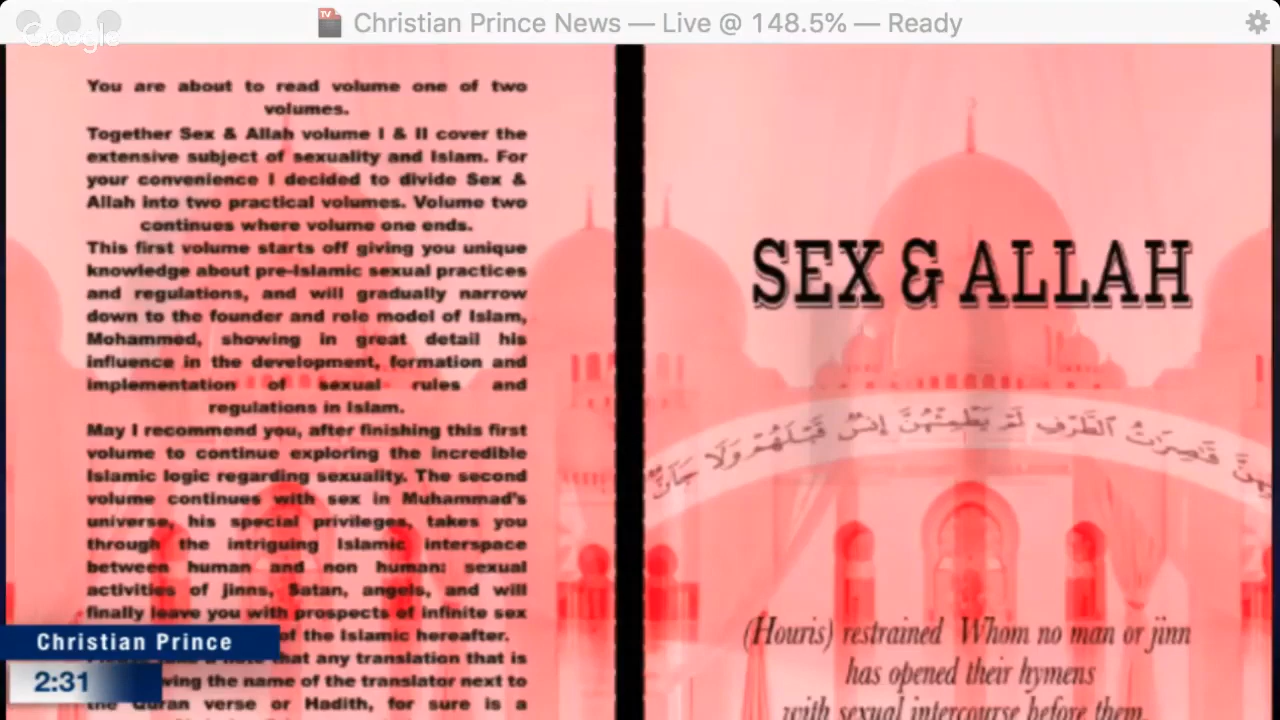 Google
Christian Prince News — Live @ 148.5% — Ready
You are about to read volume one of two
volumes.
Together Sex & Allah volume I & II cover the
extensive subject of sexuality and Islam. For
your convenience I decided to divide Sex &
Allah into two practical volumes. Volume two
continues where volume one ends.
This first volume starts off giving you unique
knowledge about pre-Islamic sexual practices
and regulations, and will gradually narrow
down to the founder and role model of Islam,
Mohammed, showing in great detail his
influence in the development, formation and
implementation of sexual rules and
regulations in Islam.
May I recommend you, after finishing this first
volume to continue exploring the incredible
Islamic logic regarding sexuality. The second
volume continues with sex in Muhammad's
universe, his special privileges, takes you
through the intriguing Islamic interspace
between human and non human: sexual
activities of jinns, Satan, angels, and will
finally leave you with prospects of infinite sex
of the Islamic hereafter.
that any translation that is
the name of the translator next to
the Quran verse or Hadith, for sure is a
Christian Prince
2:31
SEX & ALLAH
قَٰصِرَٰتُ ٱلطَّرْفِ لَمْ يَطْمِثْهُنَّ إِنسٌ قَبْلَهُمْ وَلَا جَآنٌّ
(Houris) restrained Whom no man or jinn
has opened their hymens
with sexual intercourse before them.